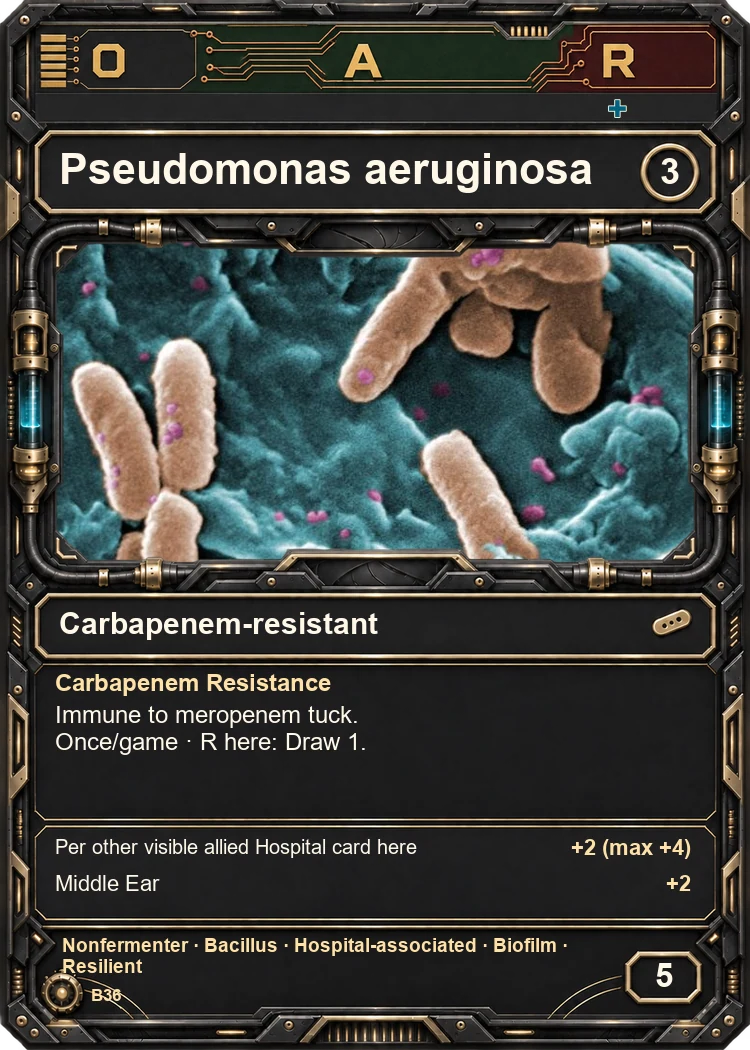 O A R
Pseudomonas aeruginosa 3
Carbapenem-resistant
Carbapenem Resistance
Immune to meropenem tuck.
Once/game · R here: Draw 1.
Per other visible allied Hospital card here +2 (max +4)
Middle Ear +2
Nonfermenter · Bacillus · Hospital-associated · Biofilm ·
Resilient
5
B36